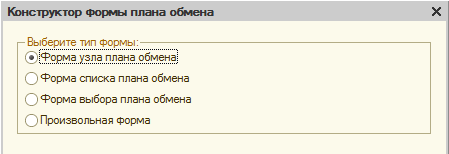 Конструктор формы плана обмена
Выберите тип формы:
Форма узла плана обмена
Форма списка плана обмена
Форма выбора плана обмена
Произвольная форма